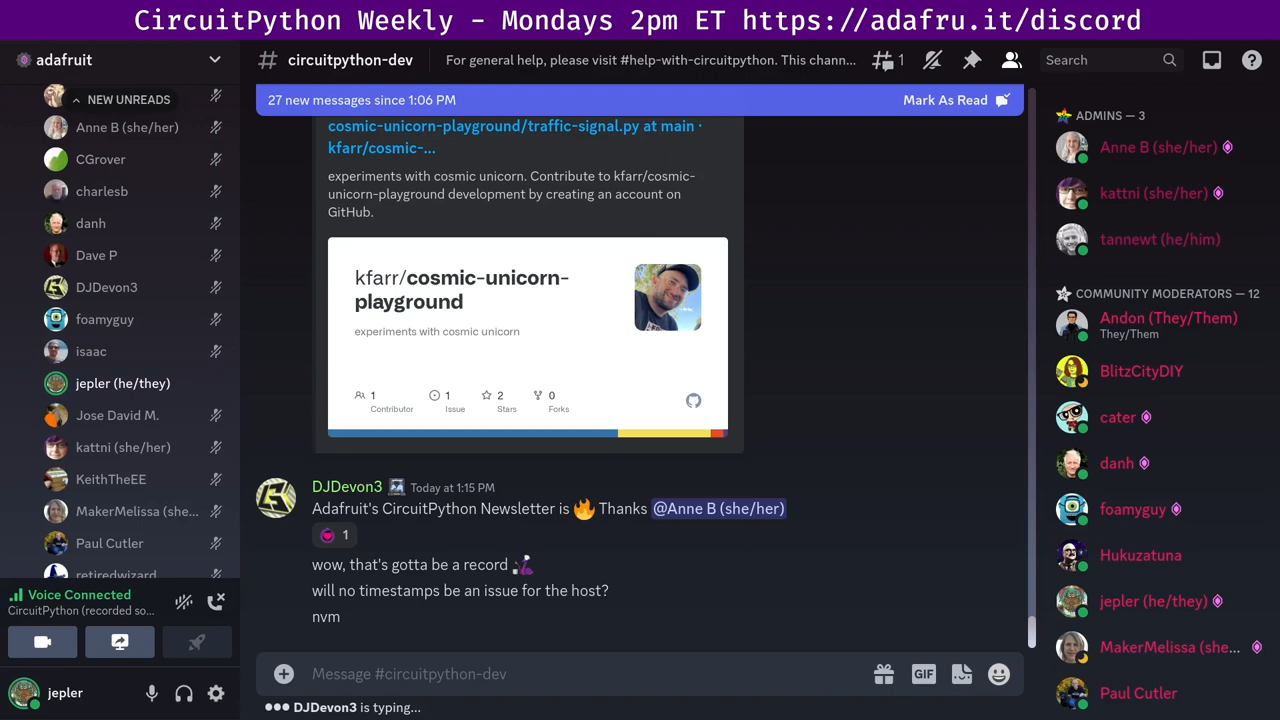 CircuitPython Weekly - Mondays 2pm ET https://adafru.it/discord
adafruit
NEW UNREADS
Anne B (she/her)
CGrover
charlesb
danh
Dave P
DJDevon3
foamyguy
isaac
jepler (he/they)
Jose David M.
kattni (she/her)
KeithTheEE
MakerMelissa (she...
Paul Cutler
retiredwizard
Voice Connected
CircuitPython (recorded so...
jepler
# circuitpython-dev
For general help, please visit #help-with-circuitpython. This chann...
1
Search
27 new messages since 1:06 PM
Mark As Read
cosmic-unicorn-playground/traffic-signal.py at main ·
kfarr/cosmic-...
experiments with cosmic unicorn. Contribute to kfarr/cosmic-
unicorn-playground development by creating an account on
GitHub.
kfarr/cosmic-unicorn-
playground
experiments with cosmic unicorn
1
Contributor
1
Issue
2
Stars
0
Forks
DJDevon3 Today at 1:15 PM
Adafruit's CircuitPython Newsletter is 🔥 Thanks @Anne B (she/her)
1
wow, that's gotta be a record
will no timestamps be an issue for the host?
nvm
Message #circuitpython-dev
GIF
DJDevon3 is typing...
ADMINS — 3
Anne B (she/her)
kattni (she/her)
tannewt (he/him)
COMMUNITY MODERATORS — 12
Andon (They/Them)
They/Them
BlitzCityDIY
cater
danh
foamyguy
Hukuzatuna
jepler (he/they)
MakerMelissa (she...
Paul Cutler